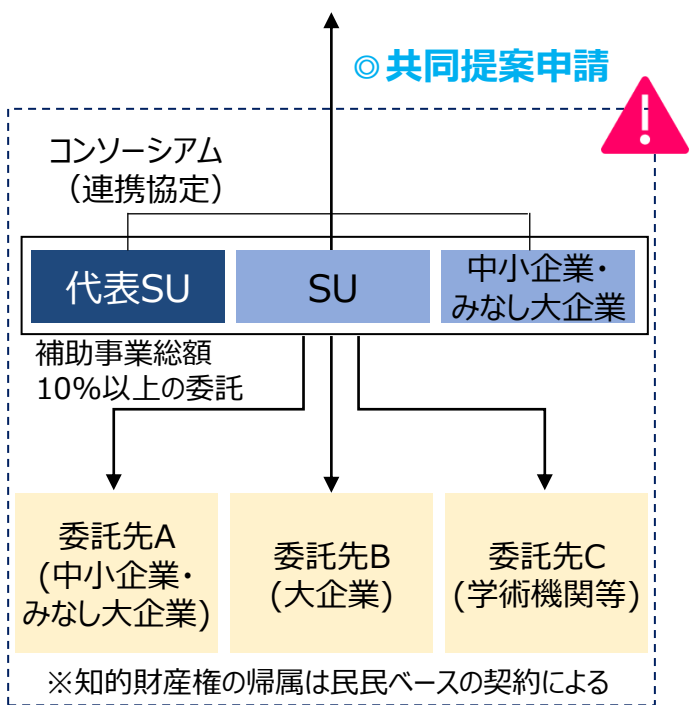 ◎共同提案申請
!
コンソーシアム
（連携協定）
代表SU
SU
中小企業・
みなし大企業
補助事業総額
10%以上の委託
委託先A
(中小企業・
みなし大企業)
委託先B
(大企業)
委託先C
(学術機関等)
※知的財産権の帰属は民民ベースの契約による